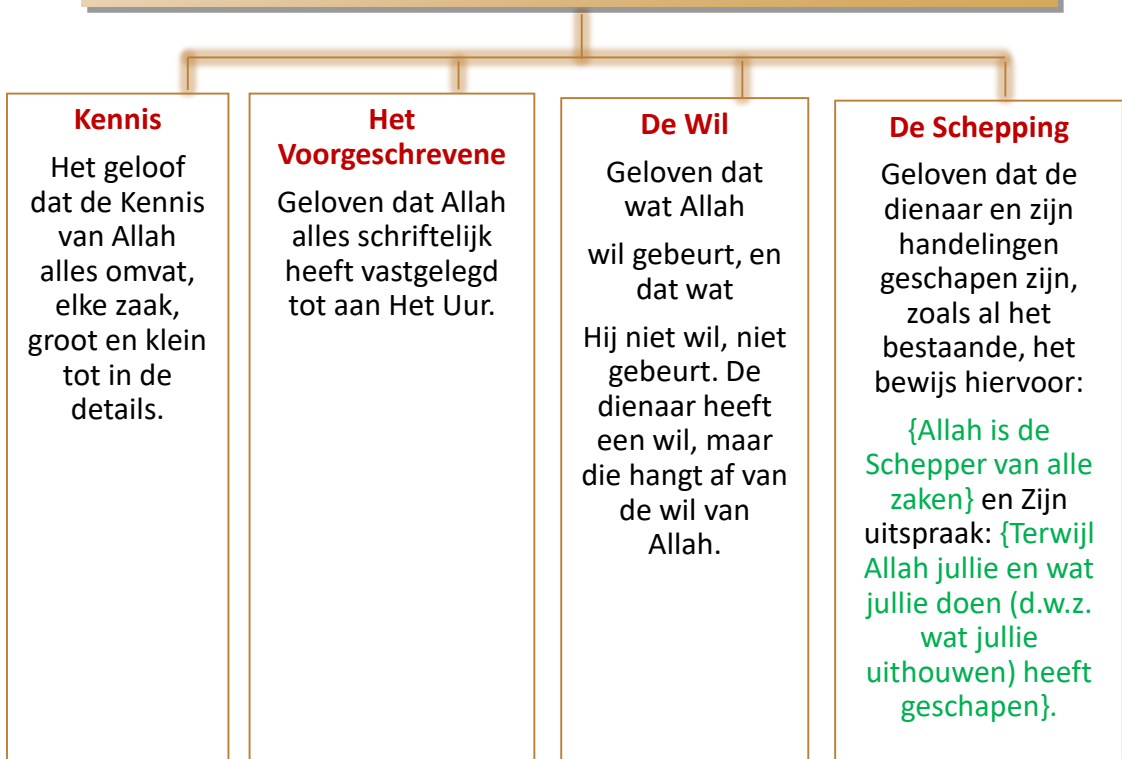 Kennis
Het geloof
dat de Kennis
van Allah
alles omvat,
elke zaak,
groot en klein
tot in de
details.
Het
Voorgeschrevene
Geloven dat Allah
alles schriftelijk
heeft vastgelegd
tot aan Het Uur.
De Wil
Geloven dat
wat Allah
wil gebeurt, en
dat wat
Hij niet wil, niet
gebeurt. De
dienaar heeft
een wil, maar
die hangt af van
de wil van
Allah.
De Schepping
Geloven dat de
dienaar en zijn
handelingen
geschapen zijn,
zoals al het
bestaande, het
bewijs hiervoor:
{Allah is de
Schepper van alle
zaken} en Zijn
uitspraak: {Terwijl
Allah jullie en wat
jullie doen (d.w.z.
wat jullie
uithouwen) heeft
geschapen}.